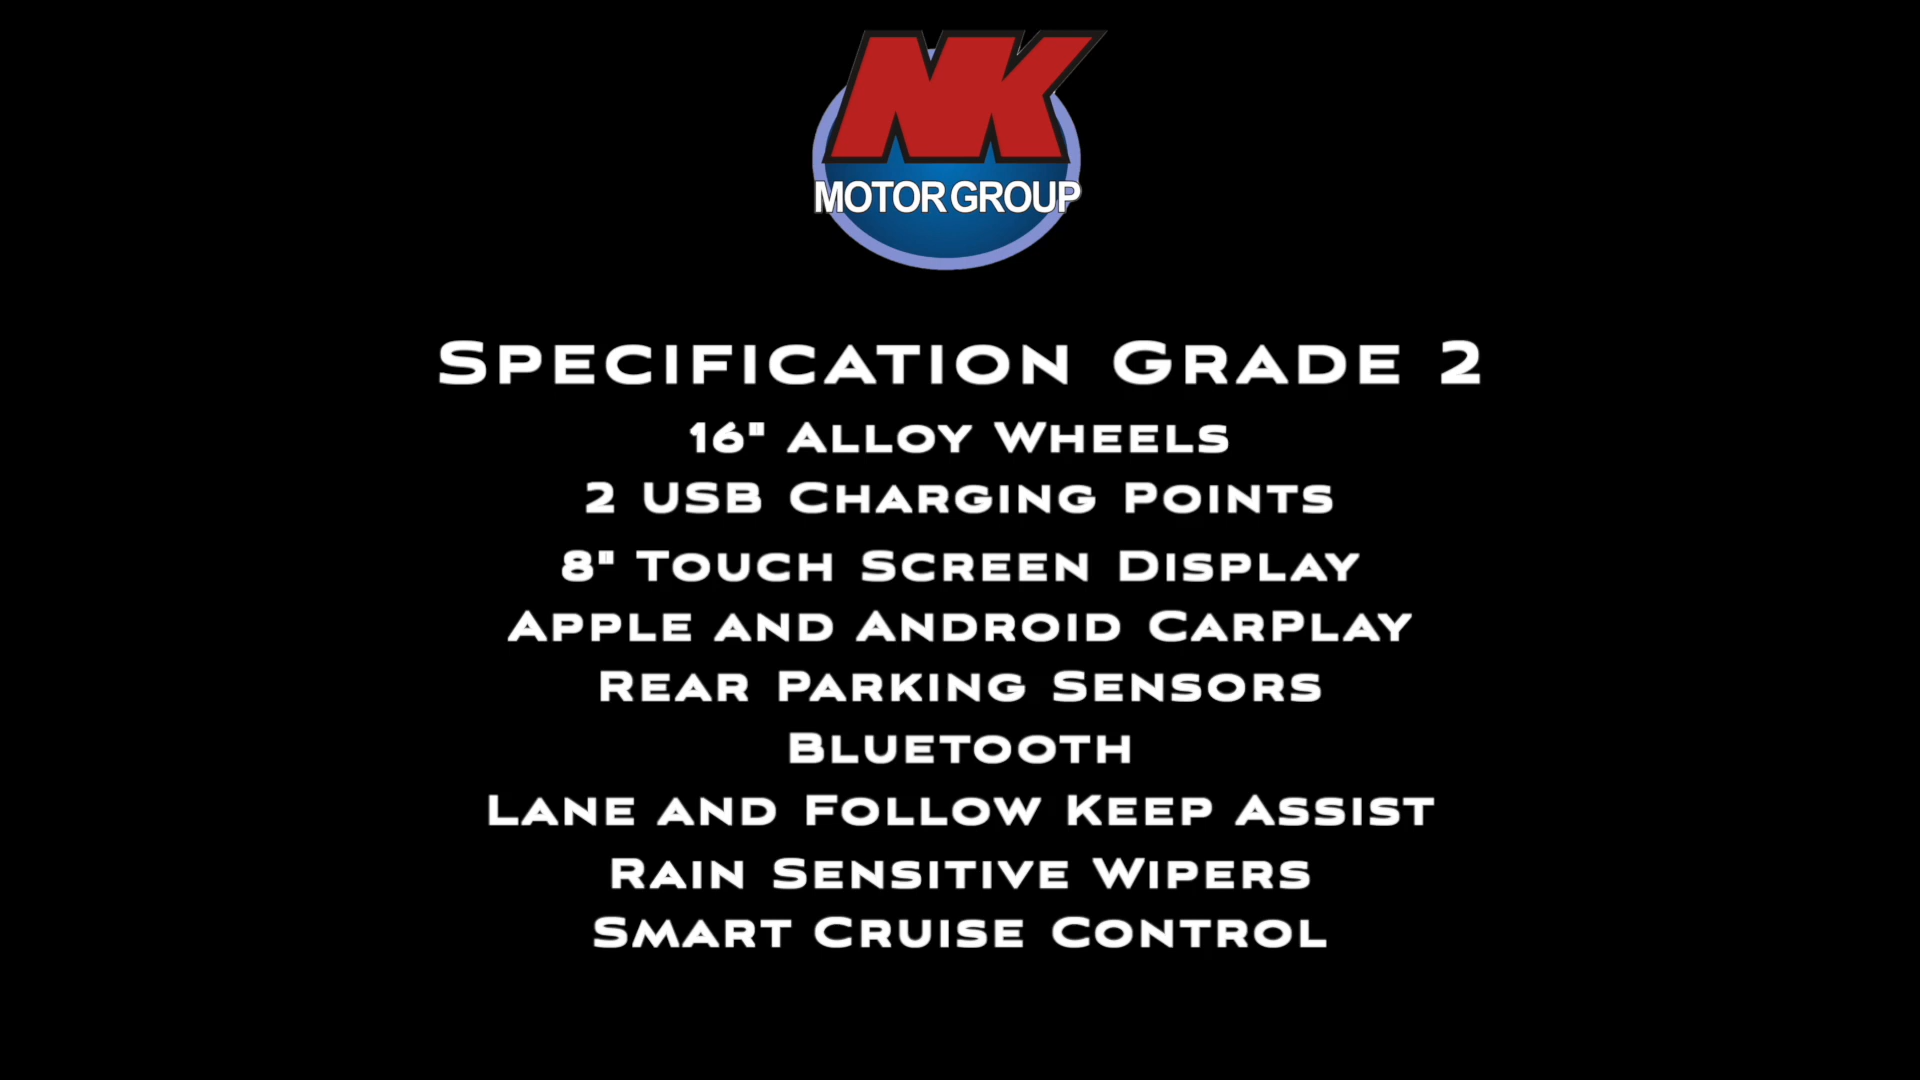 NK
MOTOR GROUP
Specification Grade 2
16" Alloy Wheels
2 USB Charging Points
8" Touch Screen Display
Apple and Android CarPlay
Rear Parking Sensors
Bluetooth
Lane and Follow Keep Assist
Rain Sensitive Wipers
Smart Cruise Control